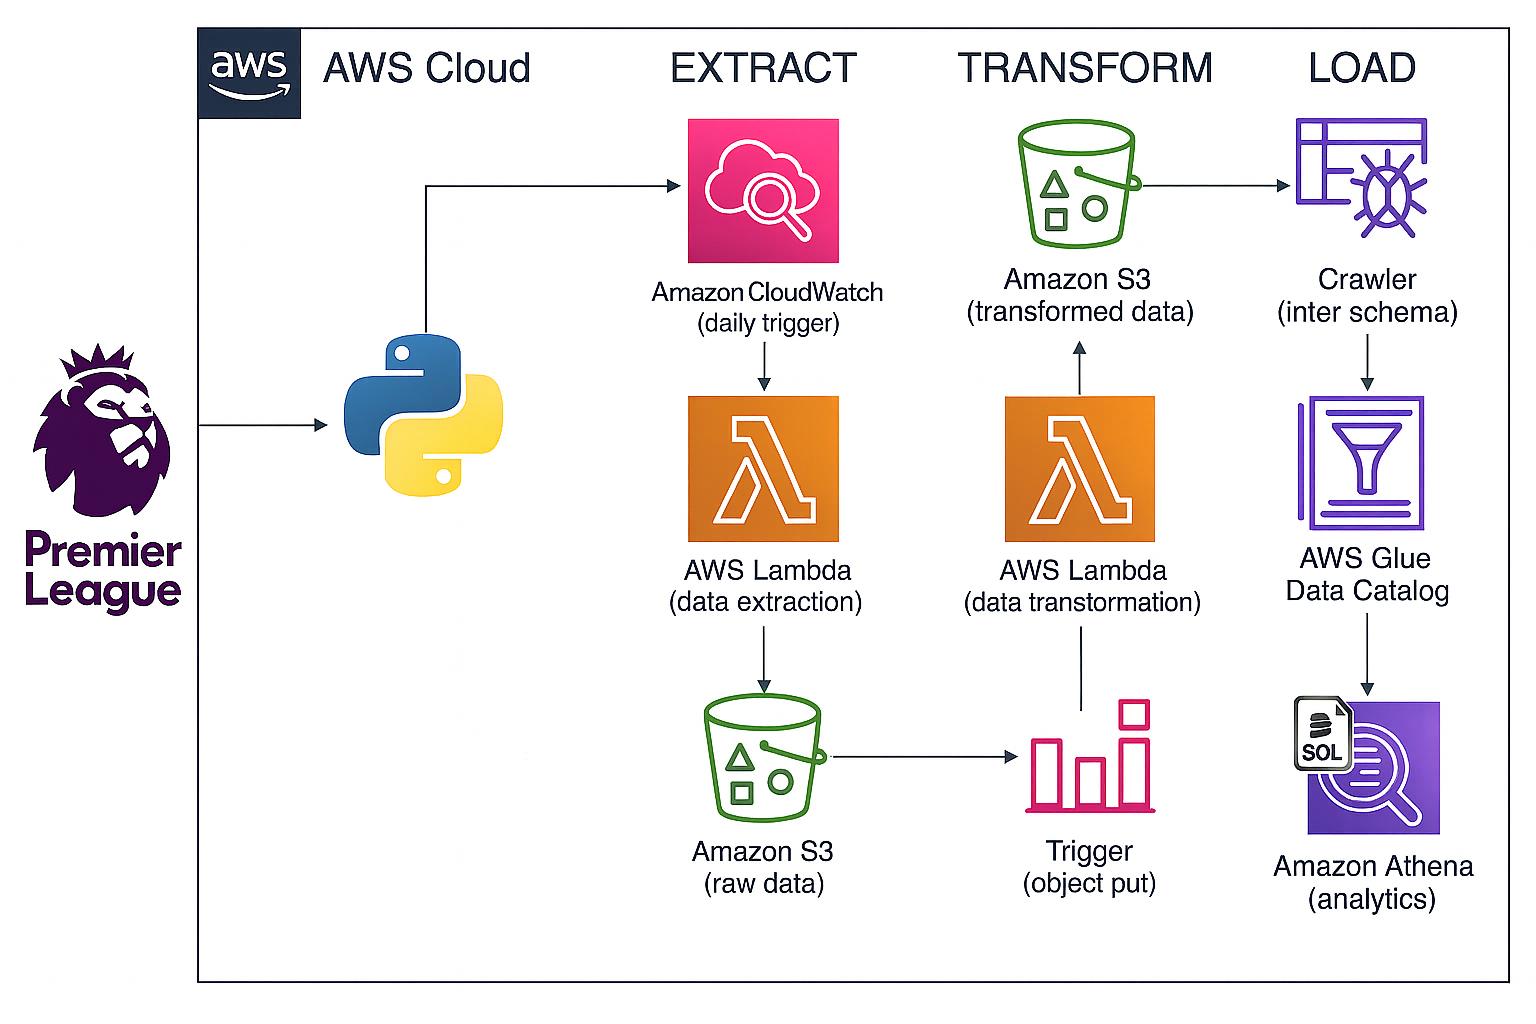 aws
AWS Cloud
EXTRACT
TRANSFORM
LOAD
Amazon CloudWatch
(daily trigger)
Amazon S3
(transformed data)
Crawler
(inter schema)
Premier
League
AWS Lambda
(data extraction)
AWS Lambda
(data transtormation)
AWS Glue
Data Catalog
Amazon S3
(raw data)
Trigger
(object put)
SOL
Amazon Athena
(analytics)